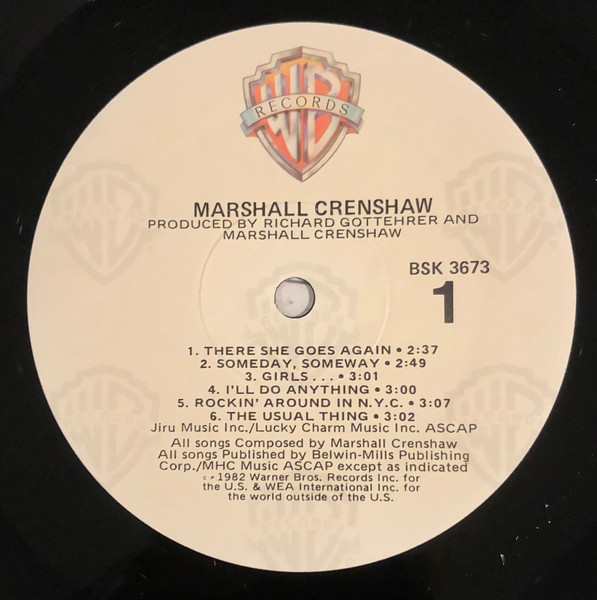 WB
RECORDS
MARSHALL CRENSHAW
PRODUCED BY RICHARD GOTTEHRER AND
MARSHALL CRENSHAW
BSK 3673
1
1. THERE SHE GOES AGAIN • 2:37
2. SOMEDAY, SOMEWAY • 2:49
3. GIRLS . . . • 3:01
4. I'LL DO ANYTHING • 3:00
5. ROCKIN' AROUND IN N.Y.C. • 3:07
6. THE USUAL THING • 3:02
Jiru Music Inc./Lucky Charm Music Inc. ASCAP
All songs Composed by Marshall Crenshaw
All songs Published by Belwin-Mills Publishing
Corp./MHC Music ASCAP except as indicated
1982 Warner Bros. Records Inc. for
the U.S. & WEA International Inc. for
the world outside of the U.S.